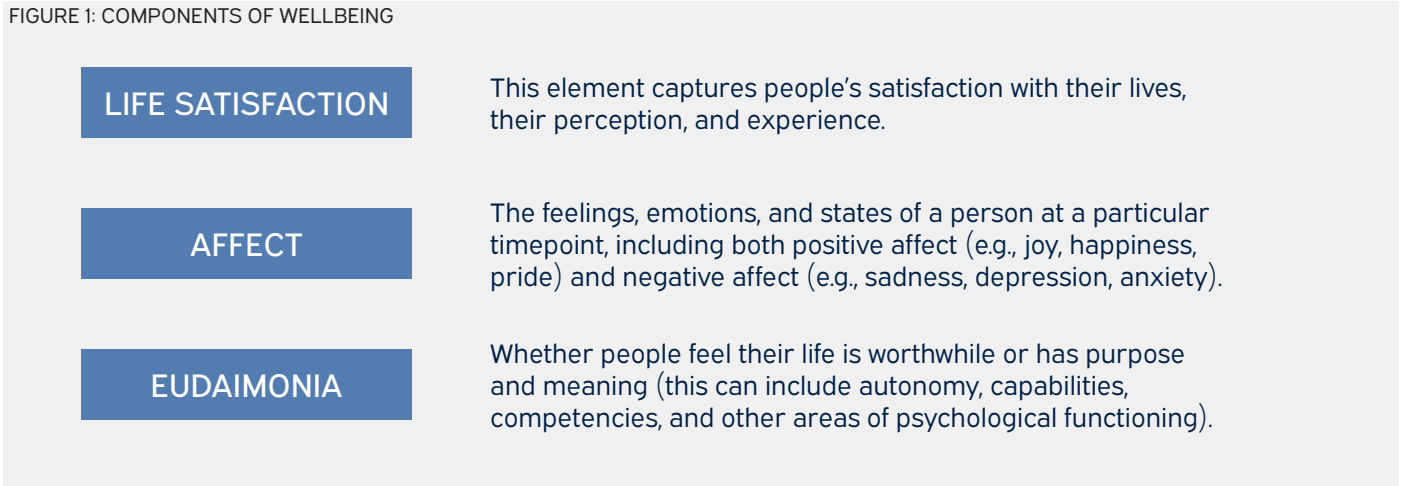 FIGURE 1: COMPONENTS OF WELLBEING
LIFE SATISFACTION
This element captures people’s satisfaction with their lives,
their perception, and experience.
AFFECT
The feelings, emotions, and states of a person at a particular
timepoint, including both positive affect (e.g., joy, happiness,
pride) and negative affect (e.g., sadness, depression, anxiety).
EUDAIMONIA
Whether people feel their life is worthwhile or has purpose
and meaning (this can include autonomy, capabilities,
competencies, and other areas of psychological functioning).